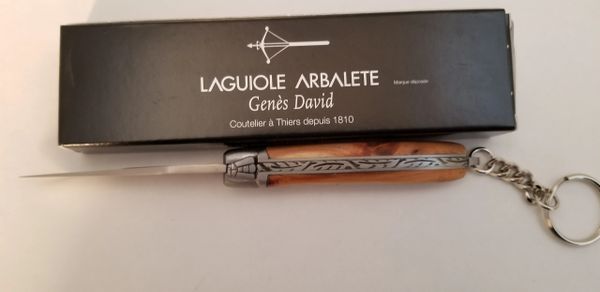 LAGUIOLE ARBALETE
Marque déposée
Genès David
Coutelier à Thiers depuis 1810